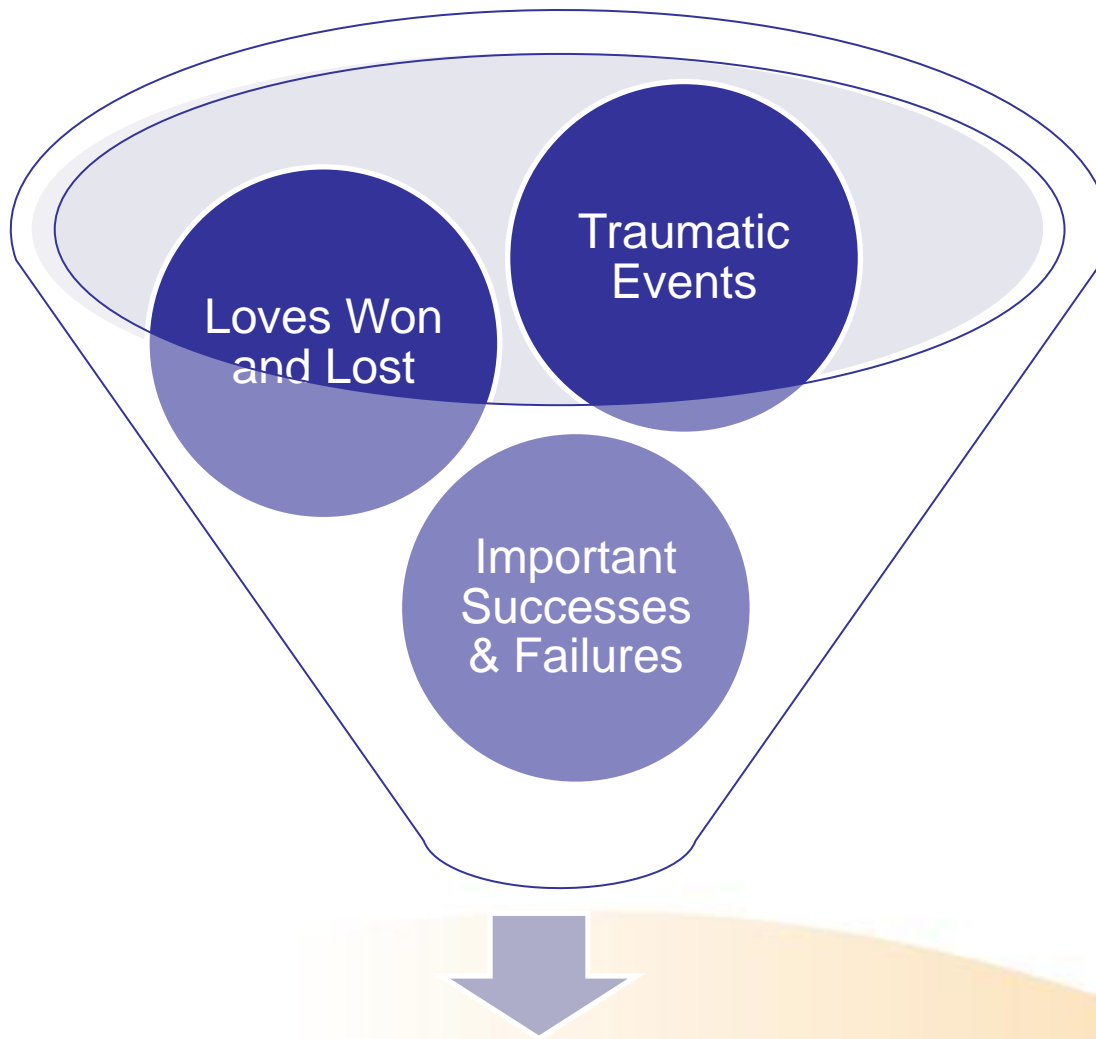 Traumatic
Events
Loves Won
and Lost
Important
Successes
& Failures